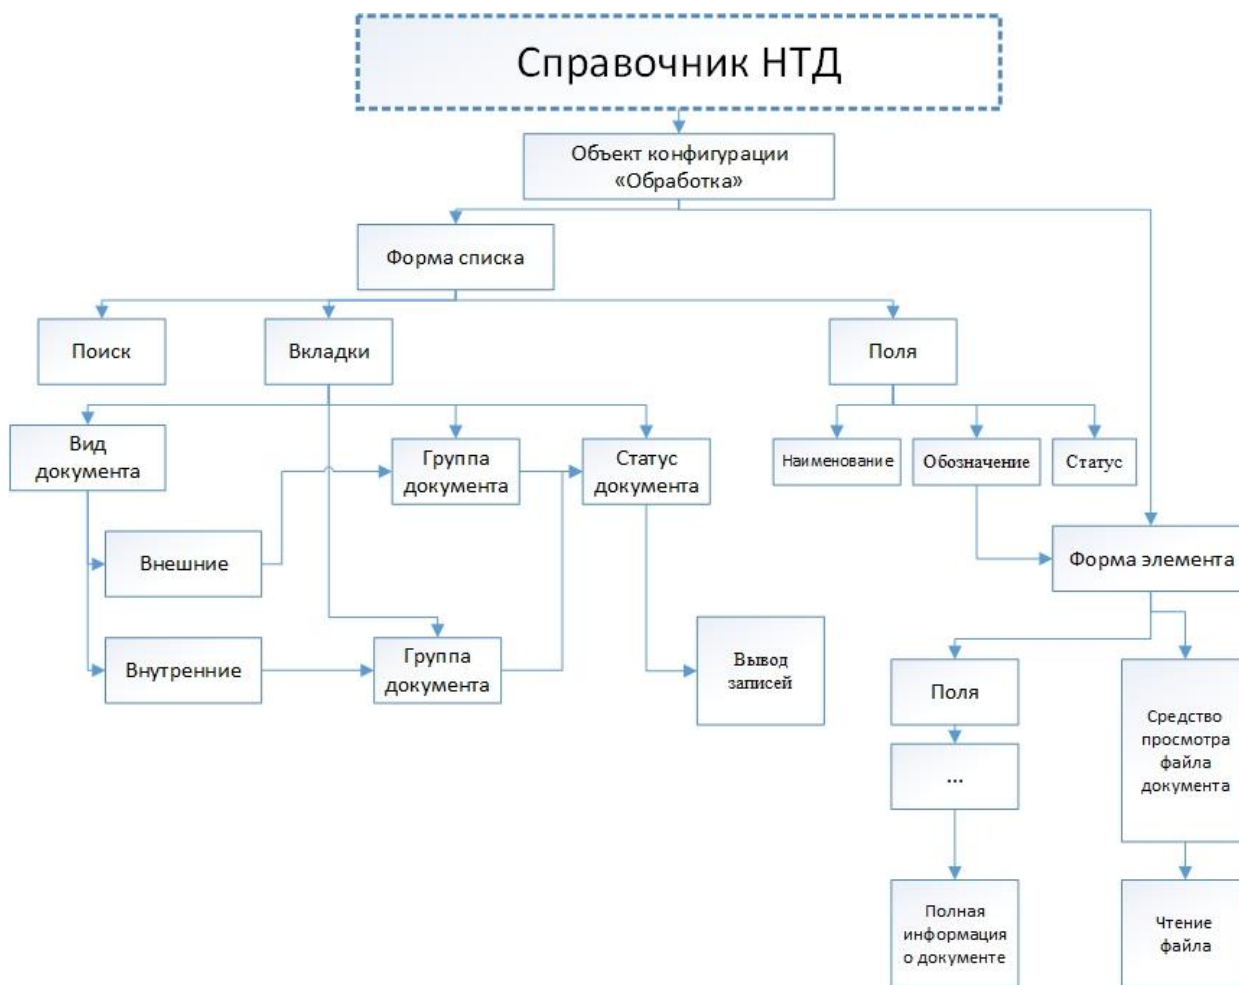 Справочник НТД
Объект конфигурации
«Обработка»
Форма списка
Поиск
Вкладки
Поля
Вид
документа
Группа
документа
Статус
документа
Наименование
Обозначение
Статус
Внешние
Форма элемента
Внутренние
Группа
документа
Вывод
записей
Поля
Средство
просмотра
файла
документа
...
Полная
информация
о документе
Чтение
файла